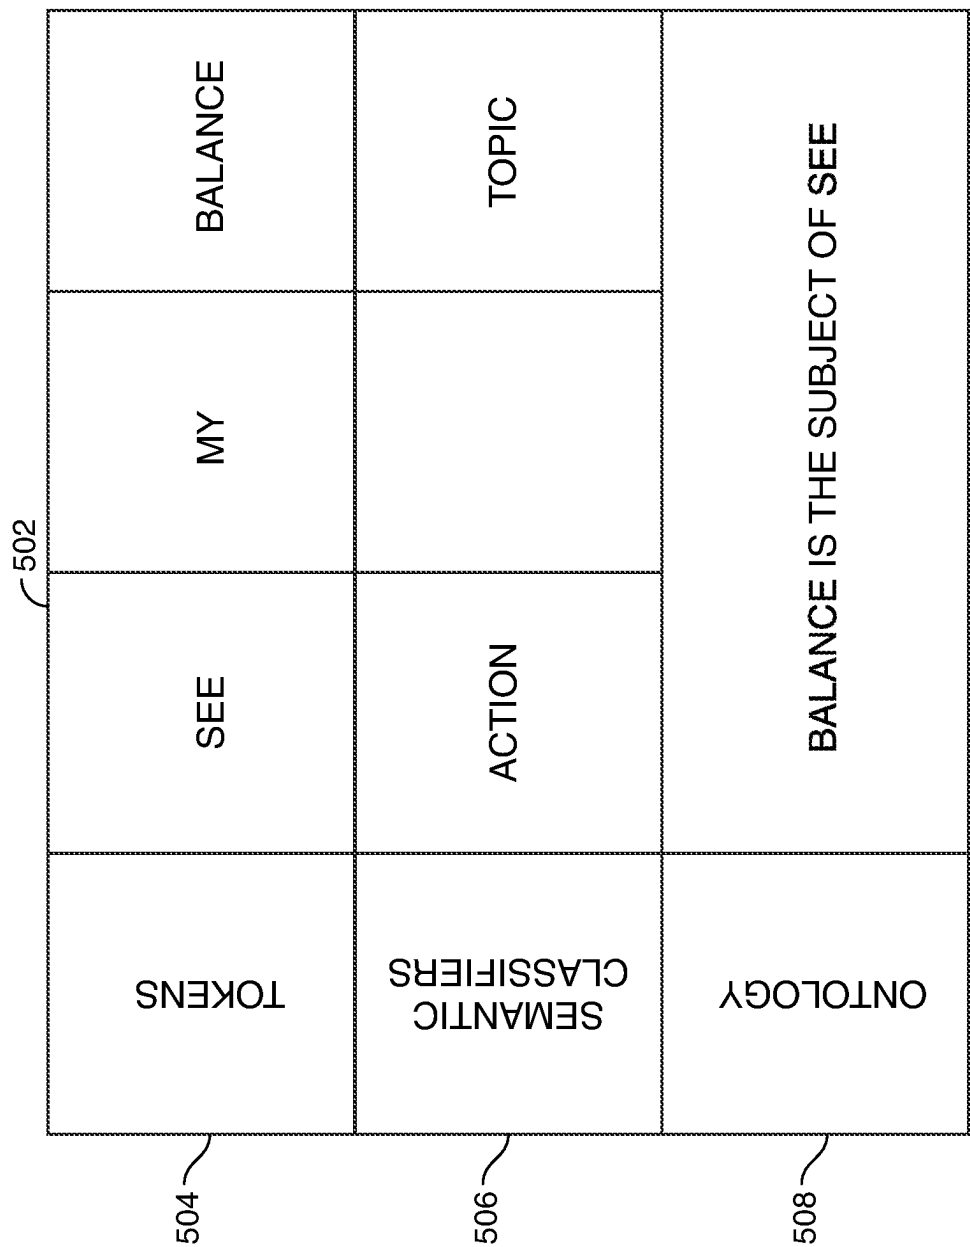 502
504
TOKENS
SEE
MY
BALANCE
506
SEMANTIC
CLASSIFIERS
ACTION
TOPIC
508
ONTOLOGY
BALANCE IS THE SUBJECT OF SEE